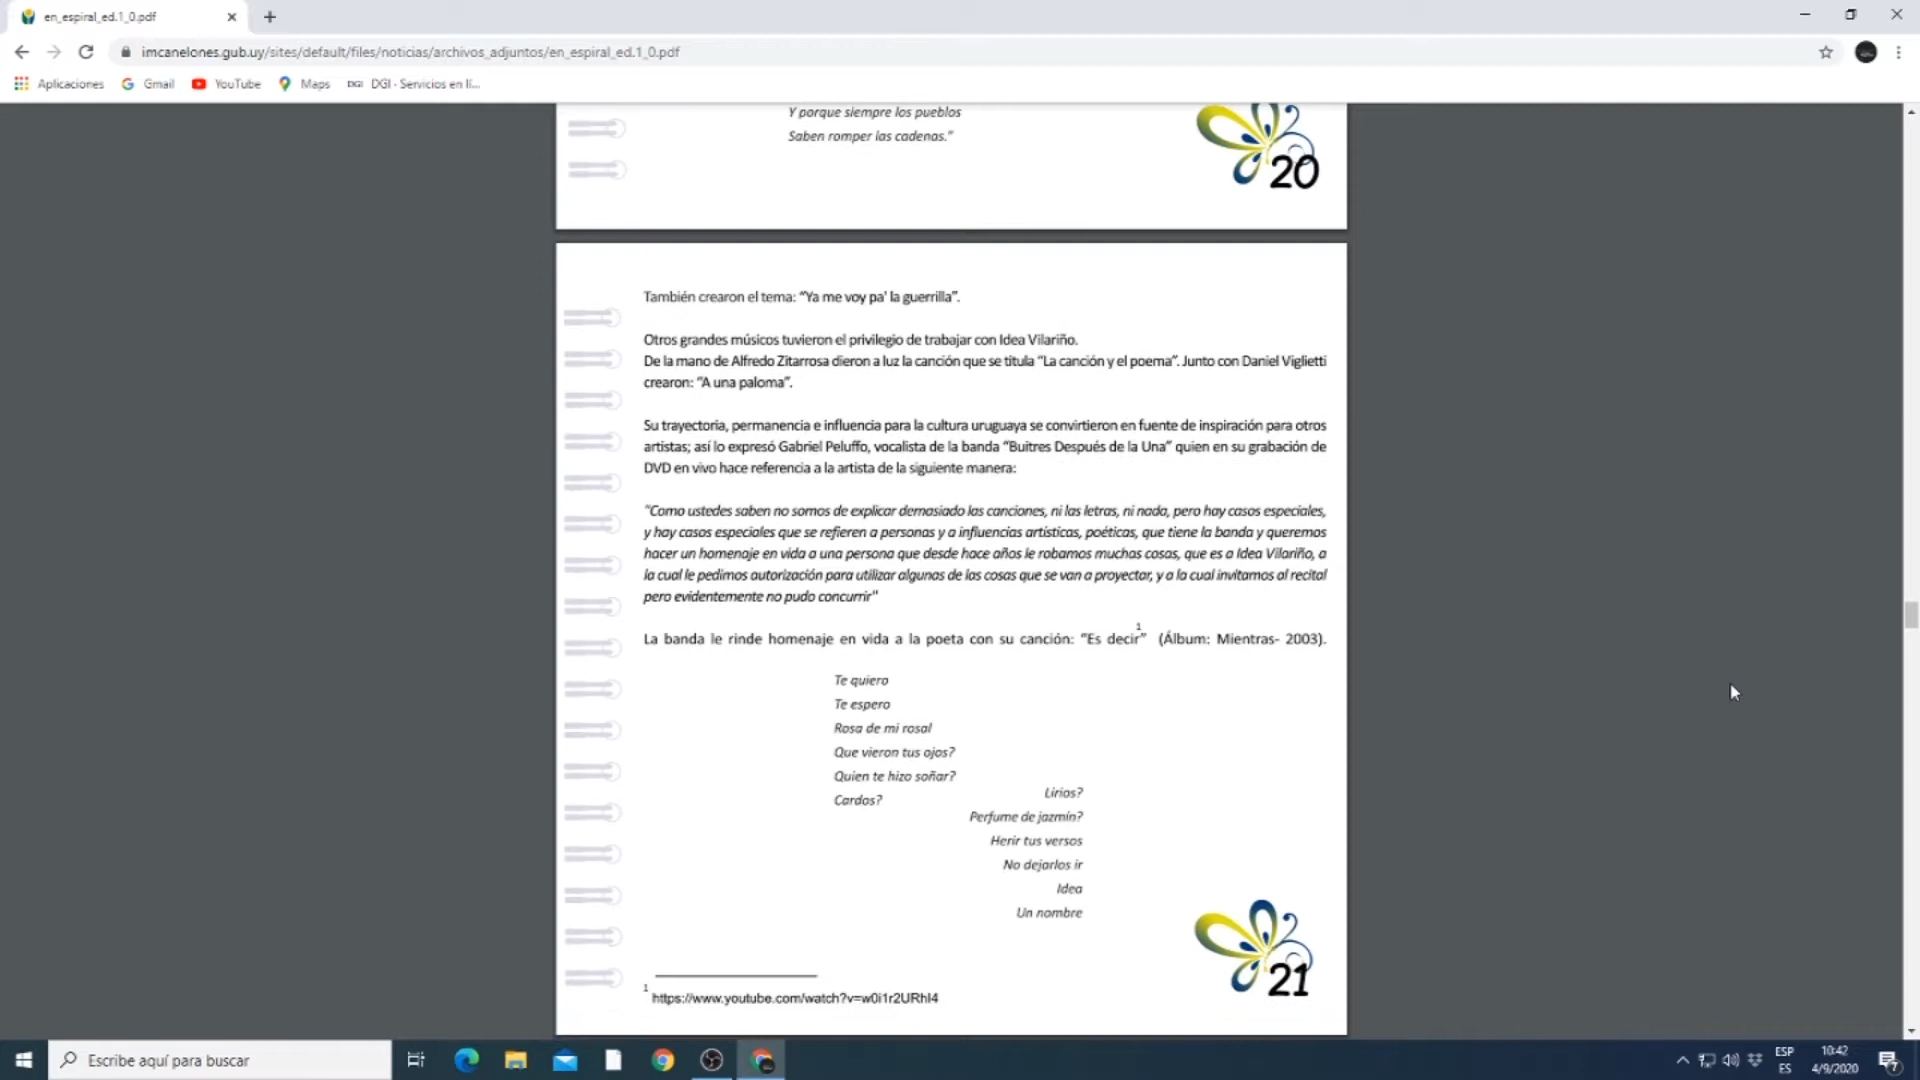 en_espiral_ed.1_0.pdf
imcanelones.gub.uy/sites/default/files/noticias/archivos_adjuntos/en_espiral_ed.1_0.pdf
Aplicaciones Gmail YouTube Maps DGI DGI - Servicios en lí...
Y porque siempre los pueblos
Saben romper las cadenas."
20
También crearon el tema: “Ya me voy pa' la guerrilla”.
Otros grandes músicos tuvieron el privilegio de trabajar con Idea Vilariño.
De la mano de Alfredo Zitarrosa dieron a luz la canción que se titula “La canción y el poema”. Junto con Daniel Viglietti
crearon: “A una paloma”.
Su trayectoria, permanencia e influencia para la cultura uruguaya se convirtieron en fuente de inspiración para otros
artistas; así lo expresó Gabriel Peluffo, vocalista de la banda “Buitres Después de la Una” quien en su grabación de
DVD en vivo hace referencia a la artista de la siguiente manera:
"Como ustedes saben no somos de explicar demasiado las canciones, ni las letras, ni nada, pero hay casos especiales,
y hay casos especiales que se refieren a personas y a influencias artísticas, poéticas, que tiene la banda y queremos
hacer un homenaje en vida a una persona que desde hace años le robamos muchas cosas, que es a Idea Vilariño, a
la cual le pedimos autorización para utilizar algunas de las cosas que se van a proyectar, y a la cual invitamos al recital
pero evidentemente no pudo concurrir"
La banda le rinde homenaje en vida a la poeta con su canción: “Es decir”1 (Álbum: Mientras- 2003).
Te quiero
Te espero
Rosa de mi rosal
Que vieron tus ojos?
Quien te hizo soñar?
Cardos?
Lirios?
Perfume de jazmín?
Herir tus versos
No dejarlos ir
Idea
Un nombre
21
1 https://www.youtube.com/watch?v=w0i1r2URhI4
Escribe aquí para buscar
ESP
ES
10:42
4/9/2020
7